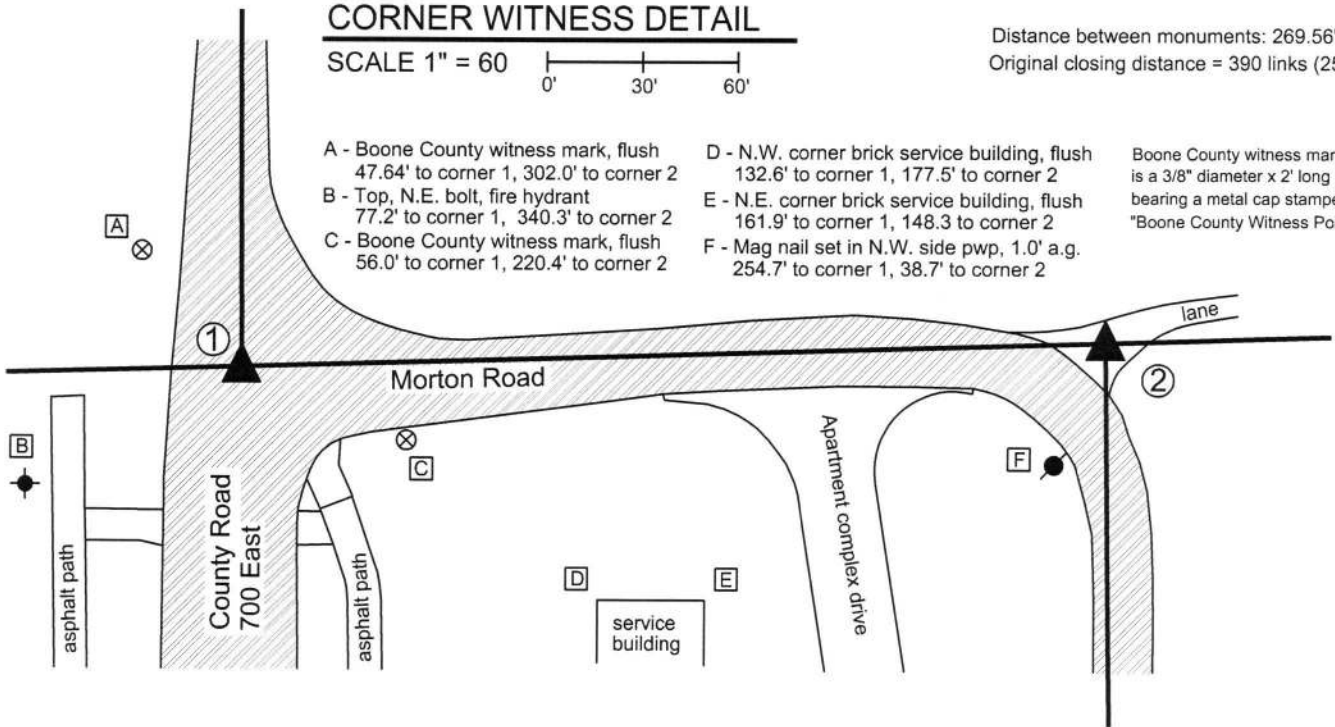 CORNER WITNESS DETAIL
SCALE 1" = 60
0' 30' 60'
Distance between monuments: 269.56'
Original closing distance = 390 links (25
A - Boone County witness mark, flush
47.64' to corner 1, 302.0' to corner 2
B - Top, N.E. bolt, fire hydrant
77.2' to corner 1, 340.3' to corner 2
C - Boone County witness mark, flush
56.0' to corner 1, 220.4' to corner 2
D - N.W. corner brick service building, flush
132.6' to corner 1, 177.5' to corner 2
E - N.E. corner brick service building, flush
161.9' to corner 1, 148.3 to corner 2
F - Mag nail set in N.W. side pwp, 1.0' a.g.
254.7' to corner 1, 38.7' to corner 2
Boone County witness mar
is a 3/8" diameter x 2' long
bearing a metal cap stampe
"Boone County Witness Po
A
1
lane
Morton Road
2
B
C
F
County Road
700 East
Apartment complex drive
asphalt path
asphalt path
D
E
service
building